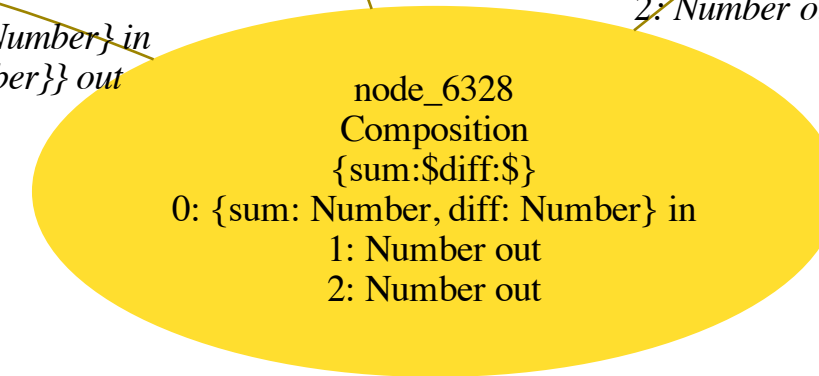 2: Number o
Number} in
ber}} out
node_6328
Composition
{sum:$diff:$}
0: {sum: Number, diff: Number} in
1: Number out
2: Number out